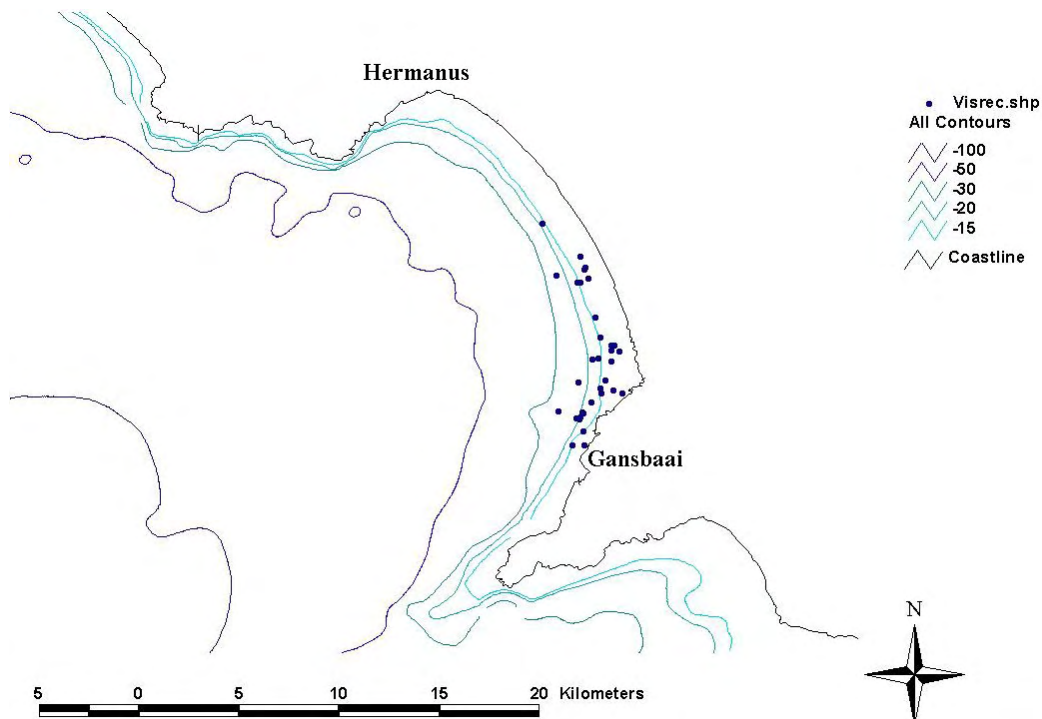 Hermanus
Visrec.shp
All Contours
-100
-50
-30
-20
-15
Coastline
Gansbaai
N
5 0 5 10 15 20 Kilometers